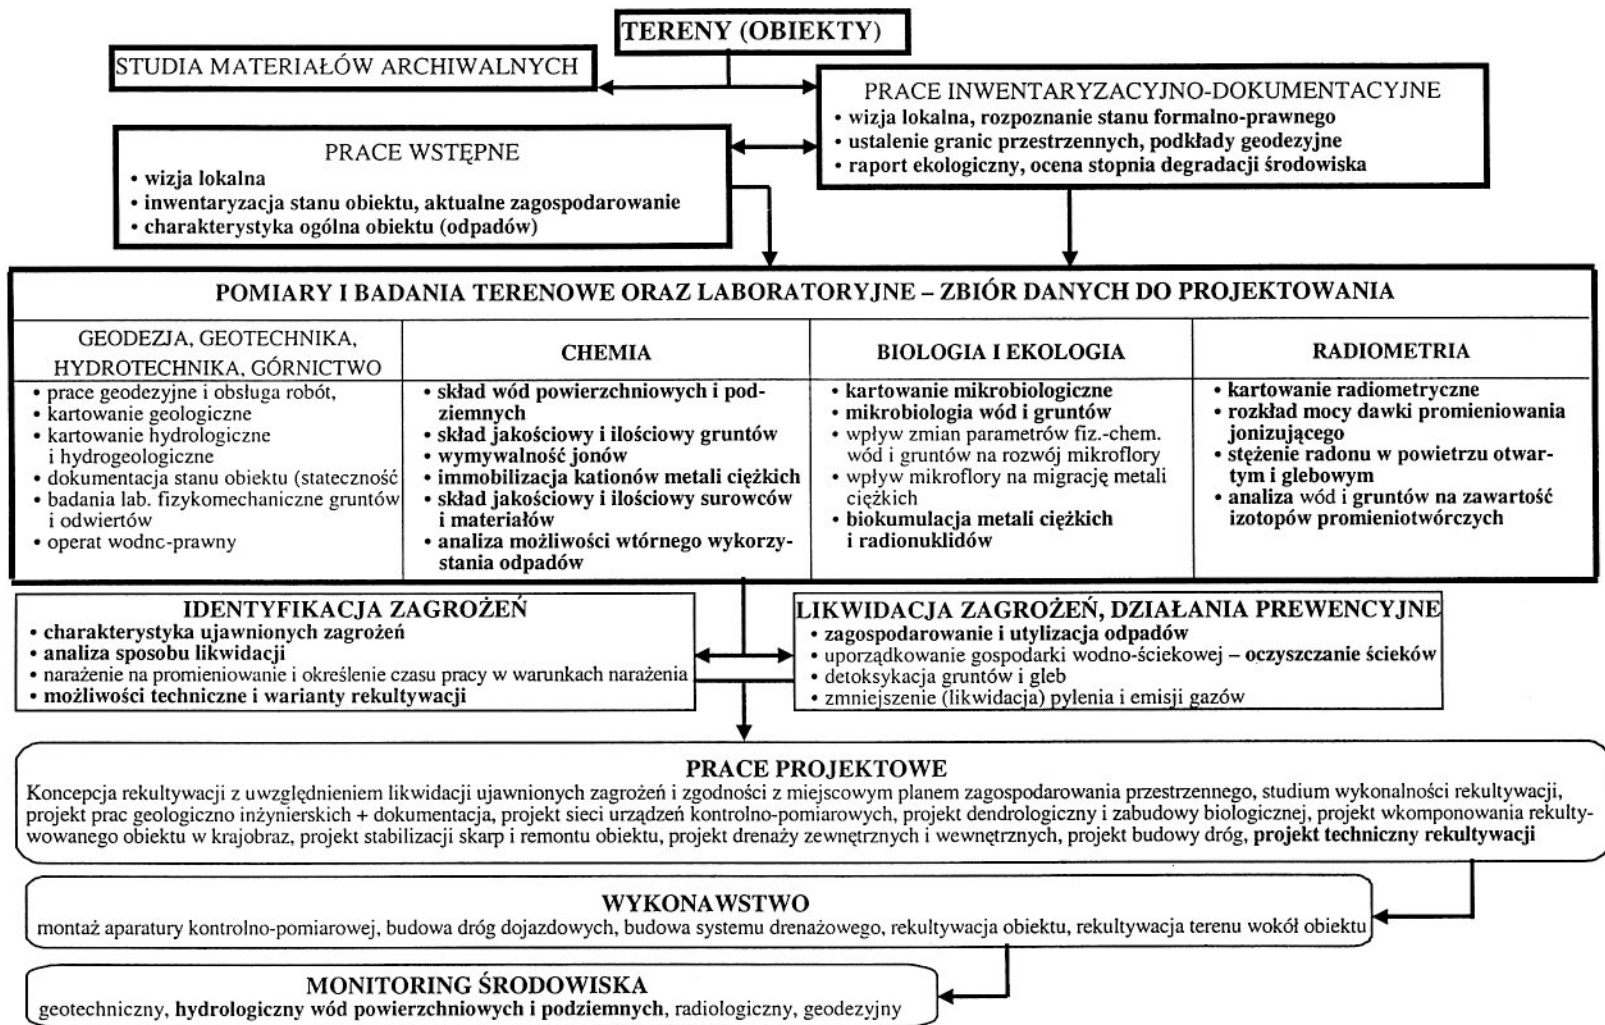 TERENY (OBIEKTY)
STUDIA MATERIAŁÓW ARCHIWALNYCH
PRACE INWENTARYZACYJNO-DOKUMENTACYJNE
• wizja lokalna, rozpoznanie stanu formalno-prawnego
• ustalenie granic przestrzennych, podkłady geodezyjne
• raport ekologiczny, ocena stopnia degradacji środowiska
PRACE WSTĘPNE
• wizja lokalna
• inwentaryzacja stanu obiektu, aktualne zagospodarowanie
• charakterystyka ogólna obiektu (odpadów)
POMIARY I BADANIA TERENOWE ORAZ LABORATORYJNE – ZBIÓR DANYCH DO PROJEKTOWANIA
GEODEZJA, GEOTECHNIKA,
HYDROTECHNIKA, GÓRNICTWO
• prace geodezyjne i obsługa robót,
• kartowanie geologiczne
• kartowanie hydrologiczne
i hydrogeologiczne
• dokumentacja stanu obiektu (stateczność
• badania lab. fizykomechaniczne gruntów
i odwiertów
• operat wodnc-prawny
CHEMIA
• skład wód powierzchniowych i pod-
ziemnych
• skład jakościowy i ilościowy gruntów
• wymywalność jonów
• immobilizacja kationów metali ciężkich
• skład jakościowy i ilościowy surowców
i materiałów
• analiza możliwości wtórnego wykorzy-
stania odpadów
BIOLOGIA I EKOLOGIA
• kartowanie mikrobiologiczne
• mikrobiologia wód i gruntów
• wpływ zmian parametrów fiz.-chem.
wód i gruntów na rozwój mikroflory
• wpływ mikroflory na migrację metali
ciężkich
• biokumulacja metali ciężkich
i radionuklidów
RADIOMETRIA
• kartowanie radiometryczne
• rozkład mocy dawki promieniowania
jonizującego
• stężenie radonu w powietrzu otwar-
tym i glebowym
• analiza wód i gruntów na zawartość
izotopów promieniotwórczych
IDENTYFIKACJA ZAGROŻEŃ
• charakterystyka ujawnionych zagrożeń
• analiza sposobu likwidacji
• narażenie na promieniowanie i określenie czasu pracy w warunkach narażenia
• możliwości techniczne i warianty rekultywacji
LIKWIDACJA ZAGROŻEŃ, DZIAŁANIA PREWENCYJNE
• zagospodarowanie i utylizacja odpadów
• uporządkowanie gospodarki wodno-ściekowej – oczyszczanie ścieków
• detoksykacja gruntów i gleb
• zmniejszenie (likwidacja) pylenia i emisji gazów
PRACE PROJEKTOWE
Koncepcja rekultywacji z uwzględnieniem likwidacji ujawnionych zagrożeń i zgodności z miejscowym planem zagospodarowania przestrzennego, studium wykonalności rekultywacji,
projekt prac geologiczno inżynierskich + dokumentacja, projekt sieci urządzeń kontrolno-pomiarowych, projekt dendrologiczny i zabudowy biologicznej, projekt wkomponowania rekulty-
wowanego obiektu w krajobraz, projekt stabilizacji skarp i remontu obiektu, projekt drenaży zewnętrznych i wewnętrznych, projekt budowy dróg, projekt techniczny rekultywacji
WYKONAWSTWO
montaż aparatury kontrolno-pomiarowej, budowa dróg dojazdowych, budowa systemu drenażowego, rekultywacja obiektu, rekultywacja terenu wokół obiektu
MONITORING ŚRODOWISKA
geotechniczny, hydrologiczny wód powierzchniowych i podziemnych, radiologiczny, geodezyjny